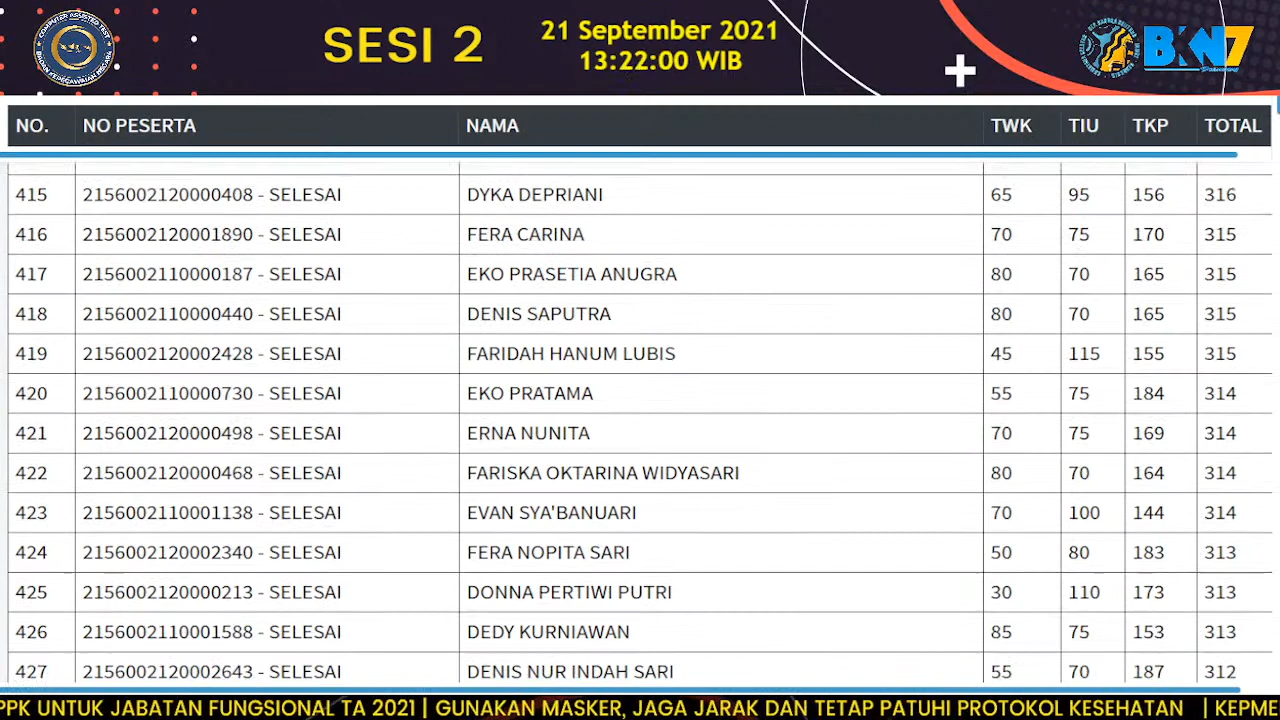 COMPUTER ASSISTED TEST
BADAN KEPEGAWAIAN NEGARA
SESI 2
21 September 2021
13:22:00 WIB
BKN7
NO. NO PESERTA NAMA TWK TIU TKP TOTAL
415 2156002120000408 - SELESAI DYKA DEPRIANI 65 95 156 316
416 2156002120001890 - SELESAI FERA CARINA 70 75 170 315
417 2156002110000187 - SELESAI EKO PRASETIA ANUGRA 80 70 165 315
418 2156002110000440 - SELESAI DENIS SAPUTRA 80 70 165 315
419 2156002120002428 - SELESAI FARIDAH HANUM LUBIS 45 115 155 315
420 2156002110000730 - SELESAI EKO PRATAMA 55 75 184 314
421 2156002120000498 - SELESAI ERNA NUNITA 70 75 169 314
422 2156002120000468 - SELESAI FARISKA OKTARINA WIDYASARI 80 70 164 314
423 2156002110001138 - SELESAI EVAN SYA'BANUARI 70 100 144 314
424 2156002120002340 - SELESAI FERA NOPITA SARI 50 80 183 313
425 2156002120000213 - SELESAI DONNA PERTIWI PUTRI 30 110 173 313
426 2156002110001588 - SELESAI DEDY KURNIAWAN 85 75 153 313
427 2156002120002643 - SELESAI DENIS NUR INDAH SARI 55 70 187 312
PPK UNTUK JABATAN FUNGSIONAL TA 2021 | GUNAKAN MASKER, JAGA JARAK DAN TETAP PATUHI PROTOKOL KESEHATAN | KEPME